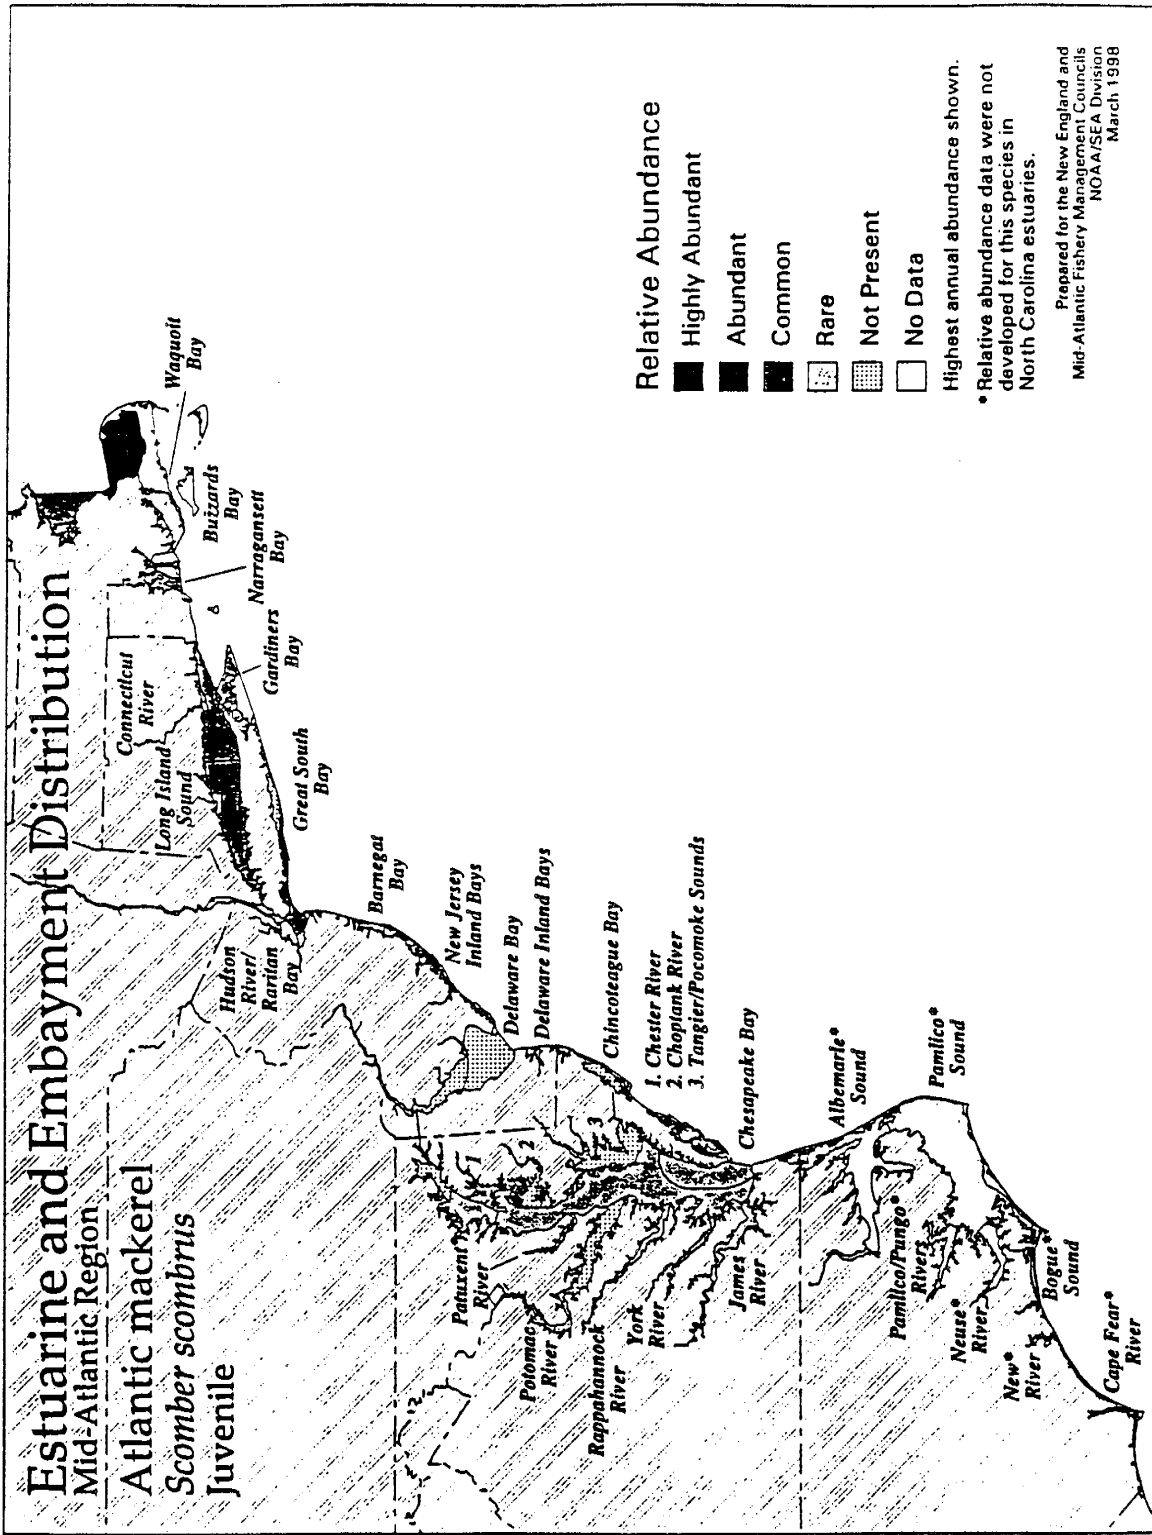 Estuarine and Embayment Distribution
Mid-Atlantic Region
Atlantic mackerel
Scomber scombrus
Juvenile
Waquoit
Bay
Buzzards
Bay
Narragansett
Bay
Gardiners
Bay
Connecticut
River
Long Island
Sound
Great South
Bay
Hudson
River/
Raritan
Bay
Barnegat
Bay
New Jersey
Inland Bays
Delaware Bay
Delaware Inland Bays
Chincoteague Bay
1. Chester River
2. Choptank River
3. Tangier/Pocomoke Sounds
Chesapeake Bay
1
2
3
Patuxent
River
Potomac
River
Rappahannock
River
York
River
James
River
Albemarle*
Sound
Pamlico*
Sound
Pamlico/Pungo*
Rivers
Neuse*
River
New*
River
Bogue*
Sound
Cape Fear*
River
Relative Abundance
Highly Abundant
Abundant
Common
Rare
Not Present
No Data
Highest annual abundance shown.
*Relative abundance data were not
developed for this species in
North Carolina estuaries.
Prepared for the New England and
Mid-Atlantic Fishery Management Councils
NOAA/SEA Division
March 1998